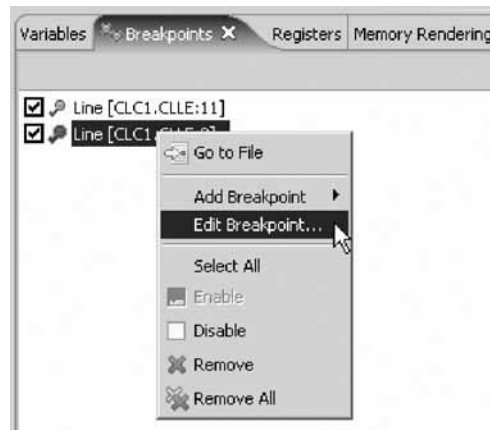 Variables Breakpoints Registers Memory Rendering
Line [CLC1.CLLE:11]
Line [CLC1.
Go to File
Add Breakpoint
Edit Breakpoint...
Select All
Enable
Disable
Remove
Remove All